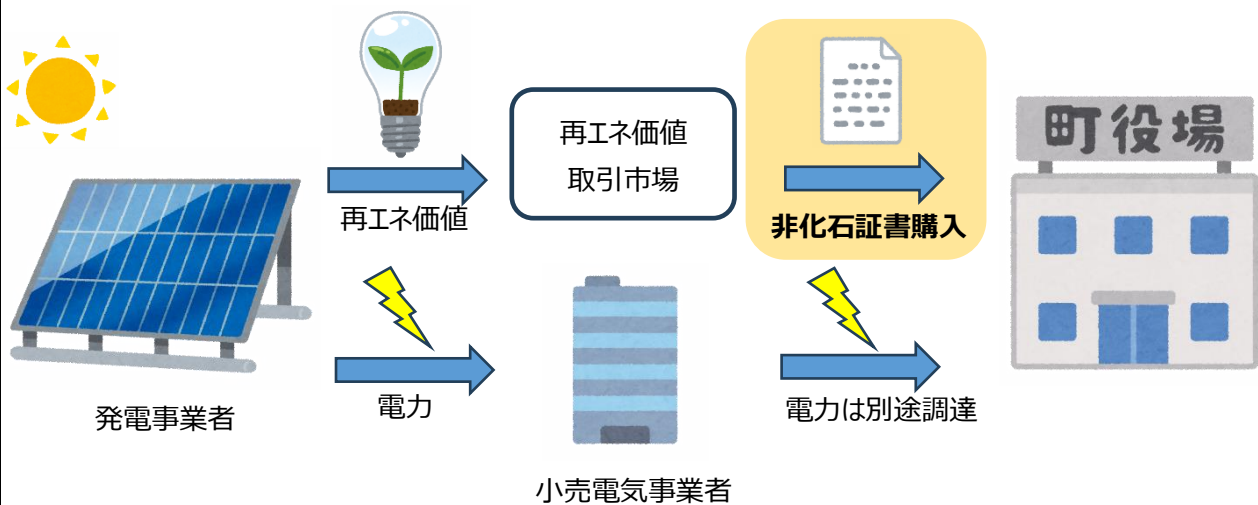 再エネ価値
取引市場
町役場
再エネ価値
非化石証書購入
発電事業者
電力
電力は別途調達
小売電気事業者